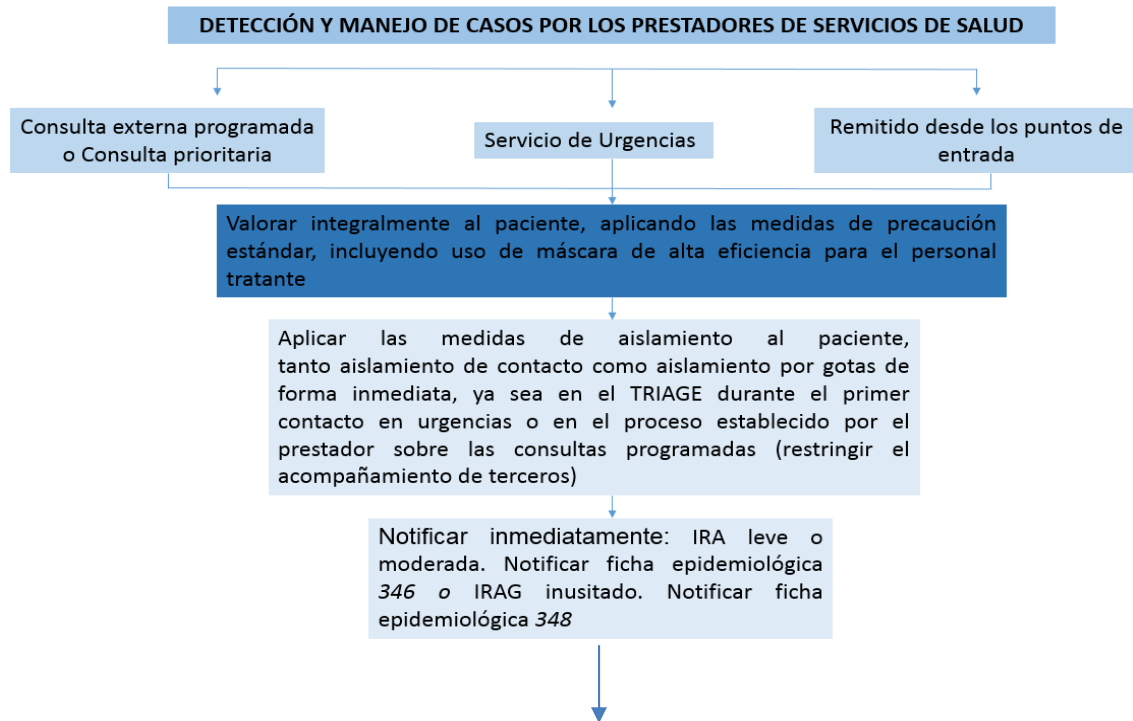 DETECCIÓN Y MANEJO DE CASOS POR LOS PRESTADORES DE SERVICIOS DE SALUD
Consulta externa programada
o Consulta prioritaria
Servicio de Urgencias
Remitido desde los puntos de
entrada
Valorar integralmente al paciente, aplicando las medidas de precaución
estándar, incluyendo uso de máscara de alta eficiencia para el personal
tratante
Aplicar las medidas de aislamiento al paciente,
tanto aislamiento de contacto como aislamiento por gotas de
forma inmediata, ya sea en el TRIAGE durante el primer
contacto en urgencias o en el proceso establecido por el
prestador sobre las consultas programadas (restringir el
acompañamiento de terceros)
Notificar inmediatamente: IRA leve o
moderada. Notificar ficha epidemiológica
346 o IRAG inusitado. Notificar ficha
epidemiológica 348